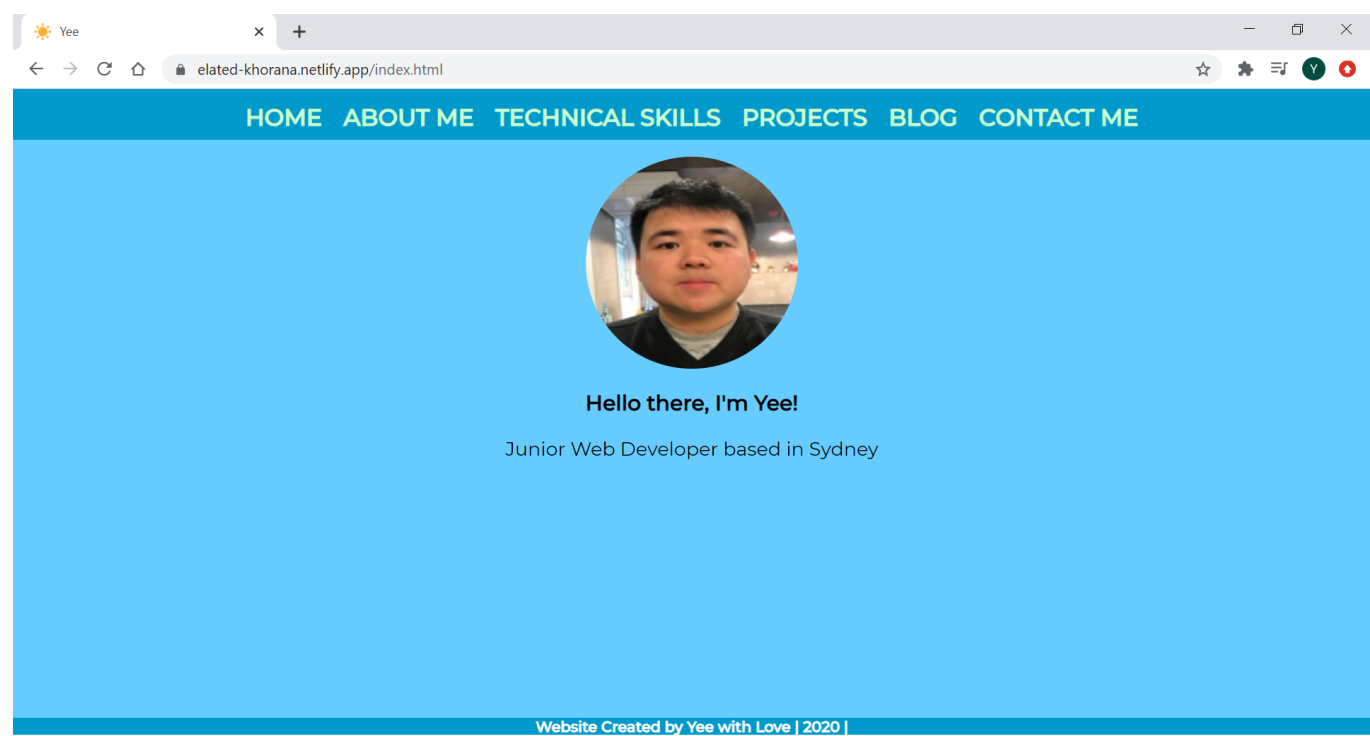 Yee
elated-khorana.netlify.app/index.html
Y
HOME ABOUT ME TECHNICAL SKILLS PROJECTS BLOG CONTACT ME
Hello there, I'm Yee!
Junior Web Developer based in Sydney
Website Created by Yee with Love | 2020 |